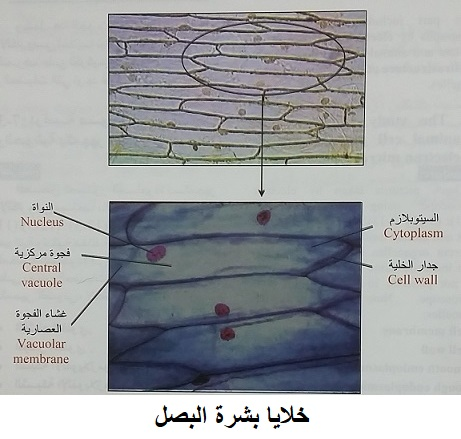 النواة
Nucleus
فجوة مركزية
Central
vacuole
غشاء الفجوة
العصارية
Vacuolar
membrane
السيتوبلازم
Cytoplasm
جدار الخلية
Cell wall
خلايا بشرة البصل